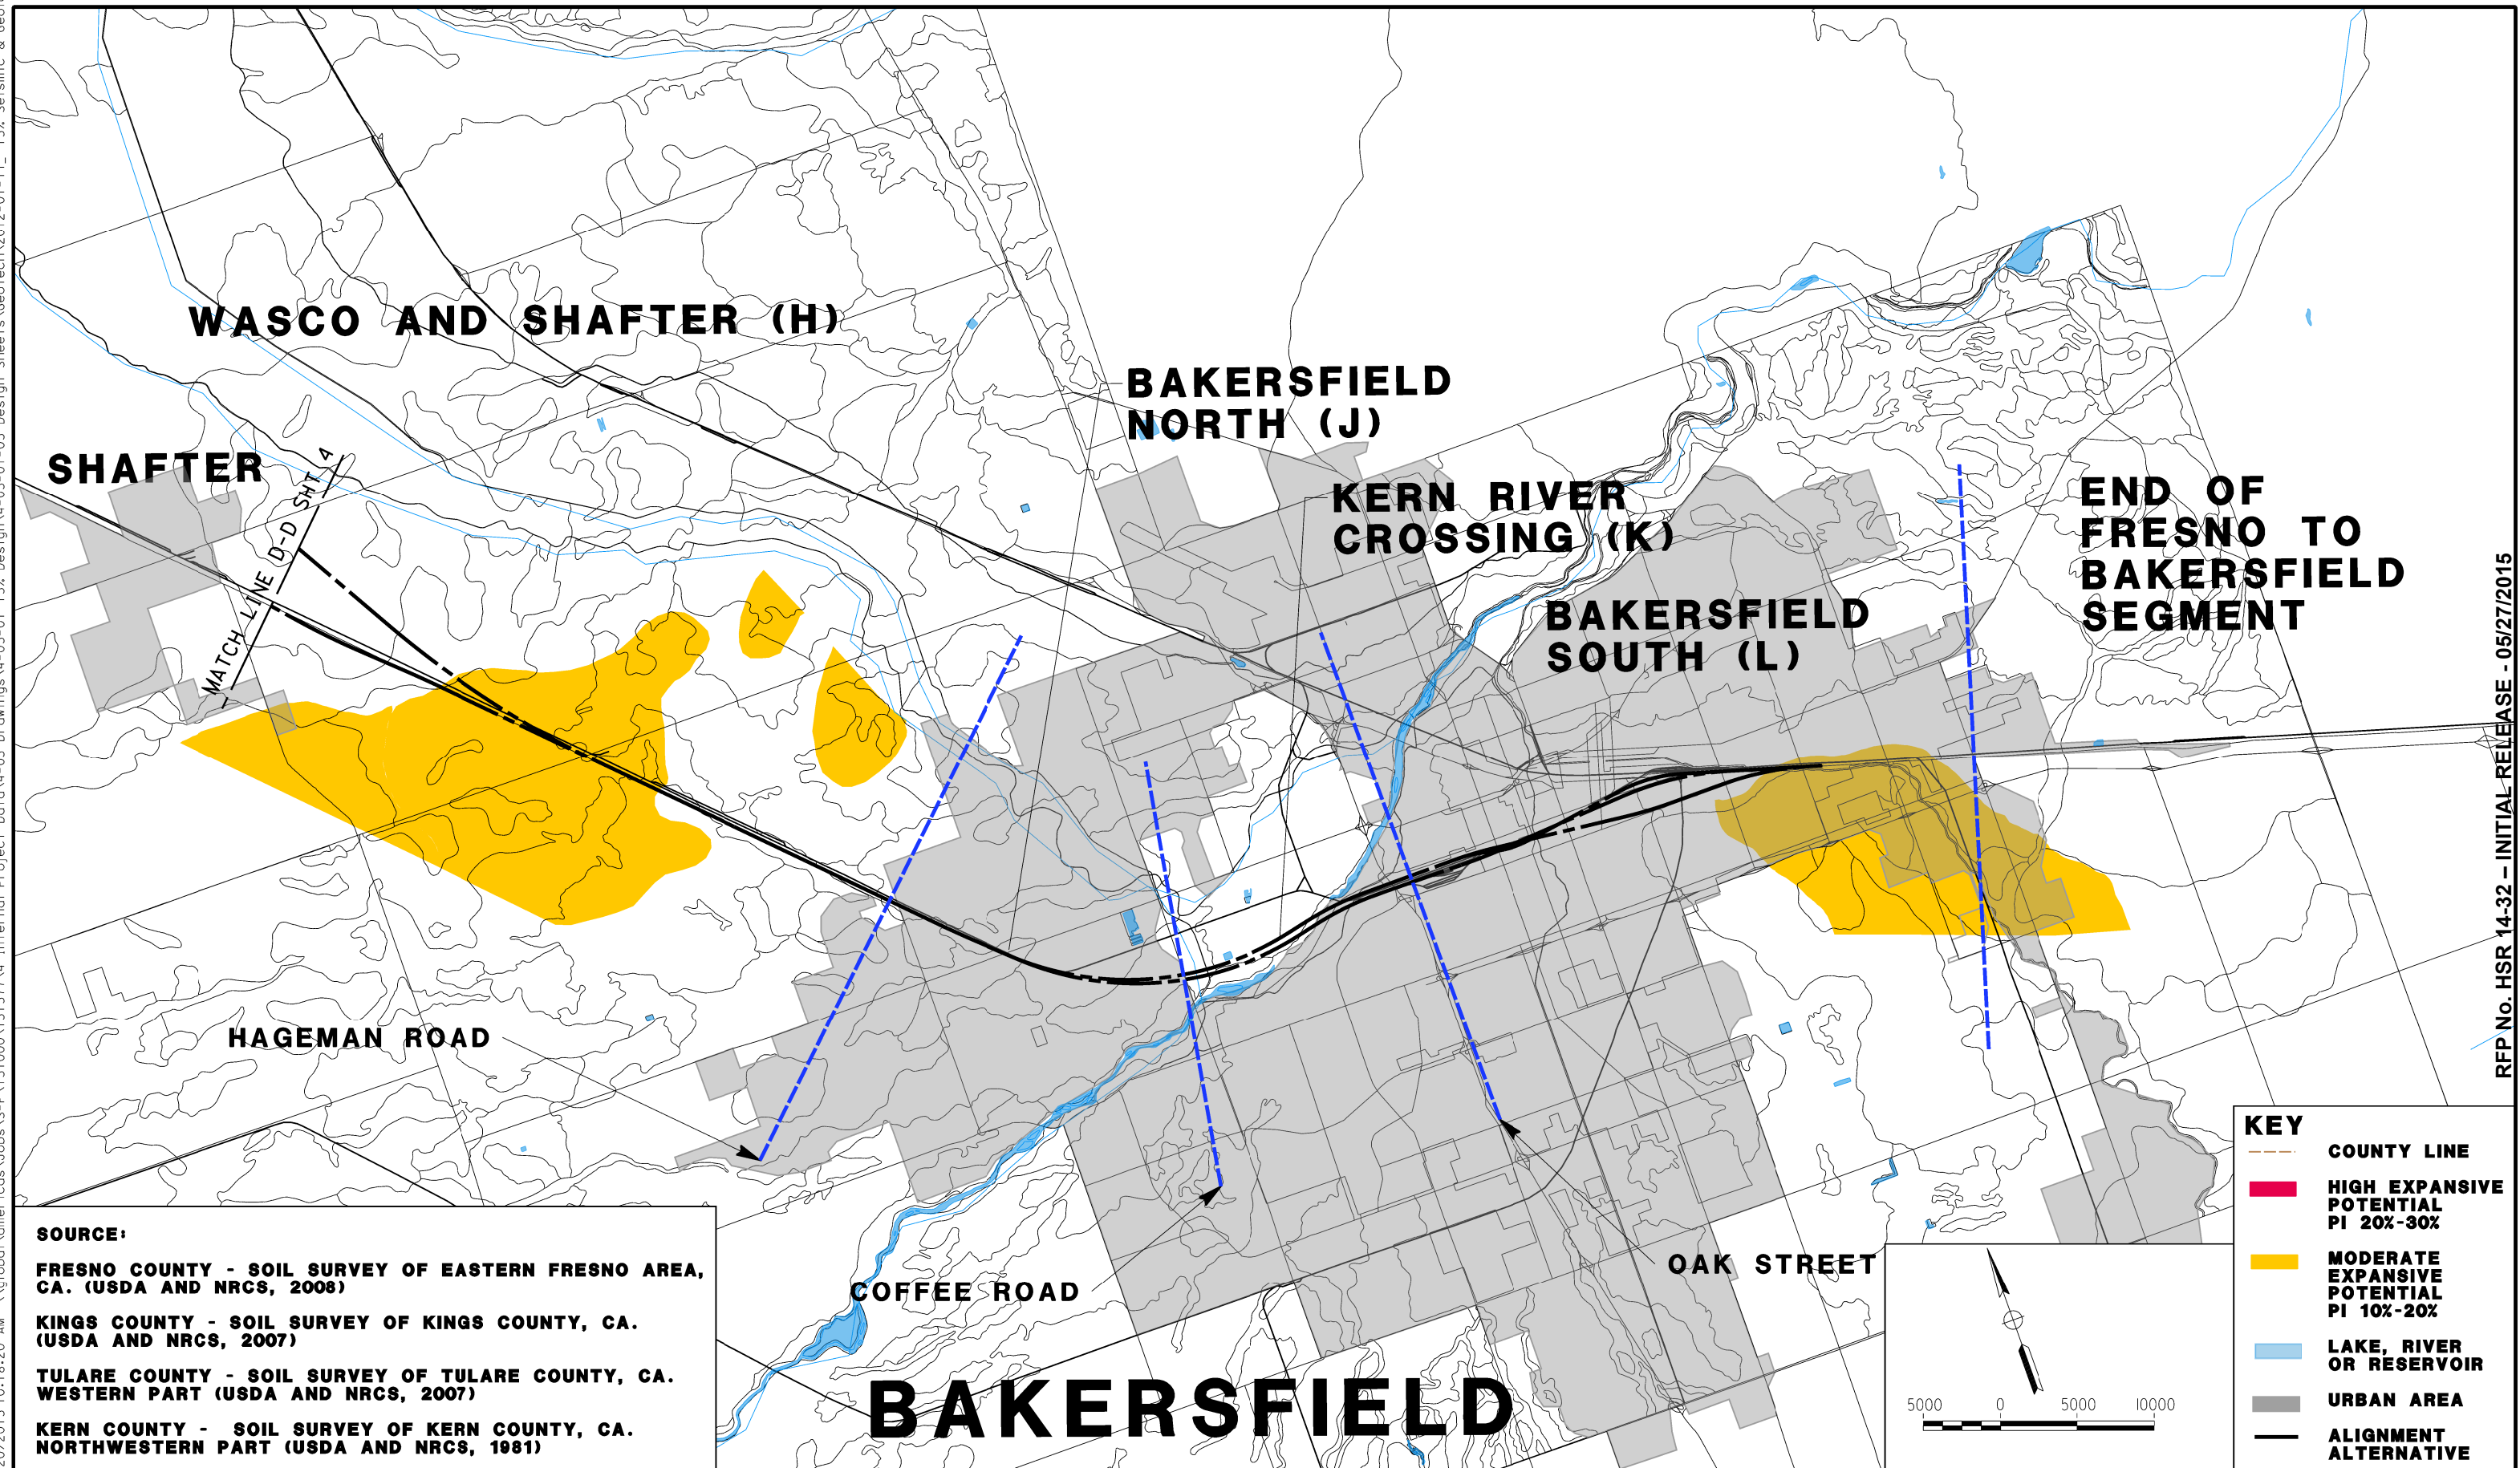 WASCO AND SHAFTER (H)
BAKERSFIELD
NORTH (J)
SHAFTER
MATCH LINE D-D SHT 4
KERN RIVER
CROSSING (K)
END OF
FRESNO TO
BAKERSFIELD
SEGMENT
BAKERSFIELD
SOUTH (L)
RFP No. HSR 14-32 – INITIAL RELEASE - 05/27/2015
HAGEMAN ROAD
COFFEE ROAD
OAK STREET
BAKERSFIELD
SOURCE:
FRESNO COUNTY - SOIL SURVEY OF EASTERN FRESNO AREA,
CA. (USDA AND NRCS, 2008)
KINGS COUNTY - SOIL SURVEY OF KINGS COUNTY, CA.
(USDA AND NRCS, 2007)
TULARE COUNTY - SOIL SURVEY OF TULARE COUNTY, CA.
WESTERN PART (USDA AND NRCS, 2007)
KERN COUNTY - SOIL SURVEY OF KERN COUNTY, CA.
NORTHWESTERN PART (USDA AND NRCS, 1981)
5000 0 5000 10000
KEY
COUNTY LINE
HIGH EXPANSIVE
POTENTIAL
PI 20%-30%
MODERATE
EXPANSIVE
POTENTIAL
PI 10%-20%
LAKE, RIVER
OR RESERVOIR
URBAN AREA
ALIGNMENT
ALTERNATIVE